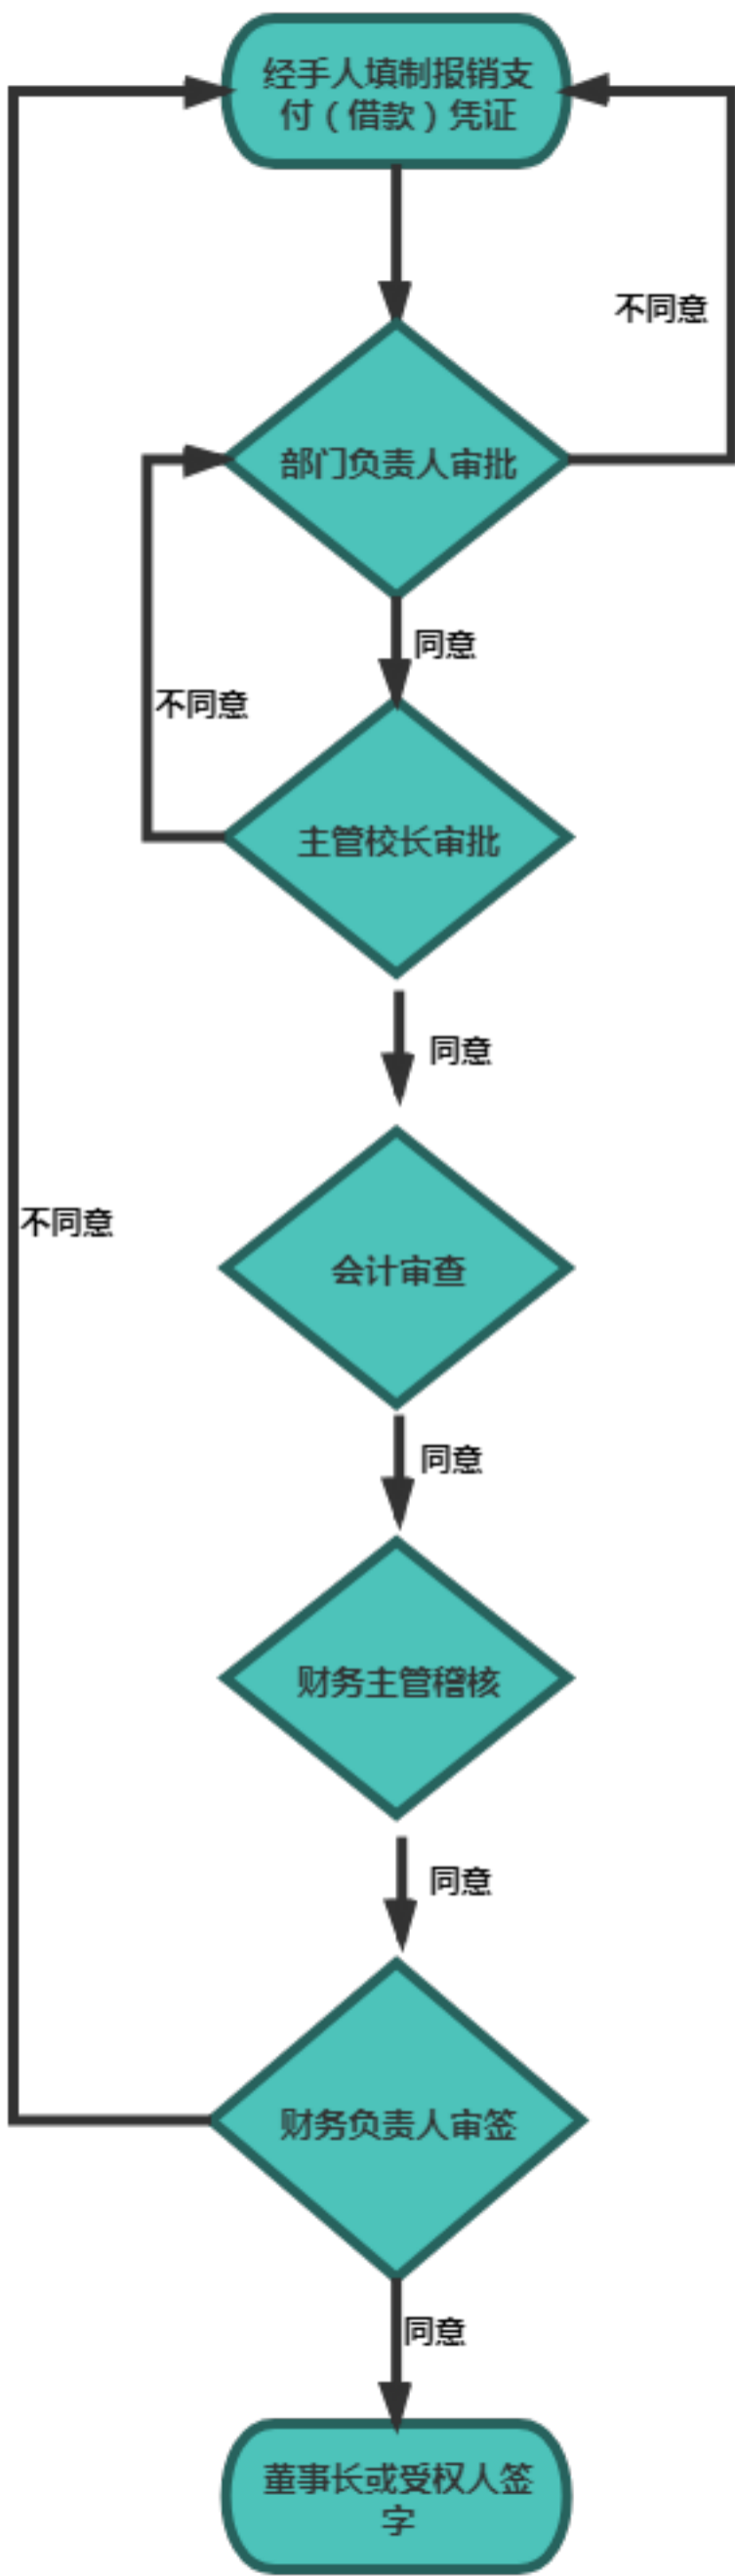 经手人填制报销支
付（借款）凭证
不同意
部门负责人审批
同意
不同意
主管校长审批
同意
不同意
会计审查
同意
财务主管稽核
同意
财务负责人审签
同意
董事长或受权人签
字